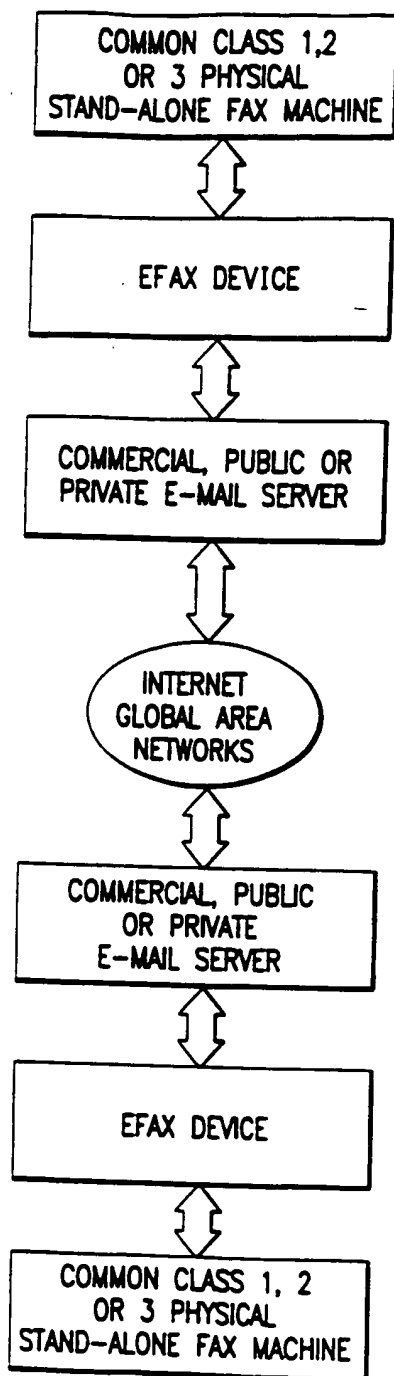 COMMON CLASS 1,2
OR 3 PHYSICAL
STAND-ALONE FAX MACHINE
EFAX DEVICE
COMMERCIAL, PUBLIC OR
PRIVATE E-MAIL SERVER
INTERNET
GLOBAL AREA
NETWORKS
COMMERCIAL, PUBLIC
OR PRIVATE
E-MAIL SERVER
EFAX DEVICE
COMMON CLASS 1, 2
OR 3 PHYSICAL
STAND-ALONE FAX MACHINE